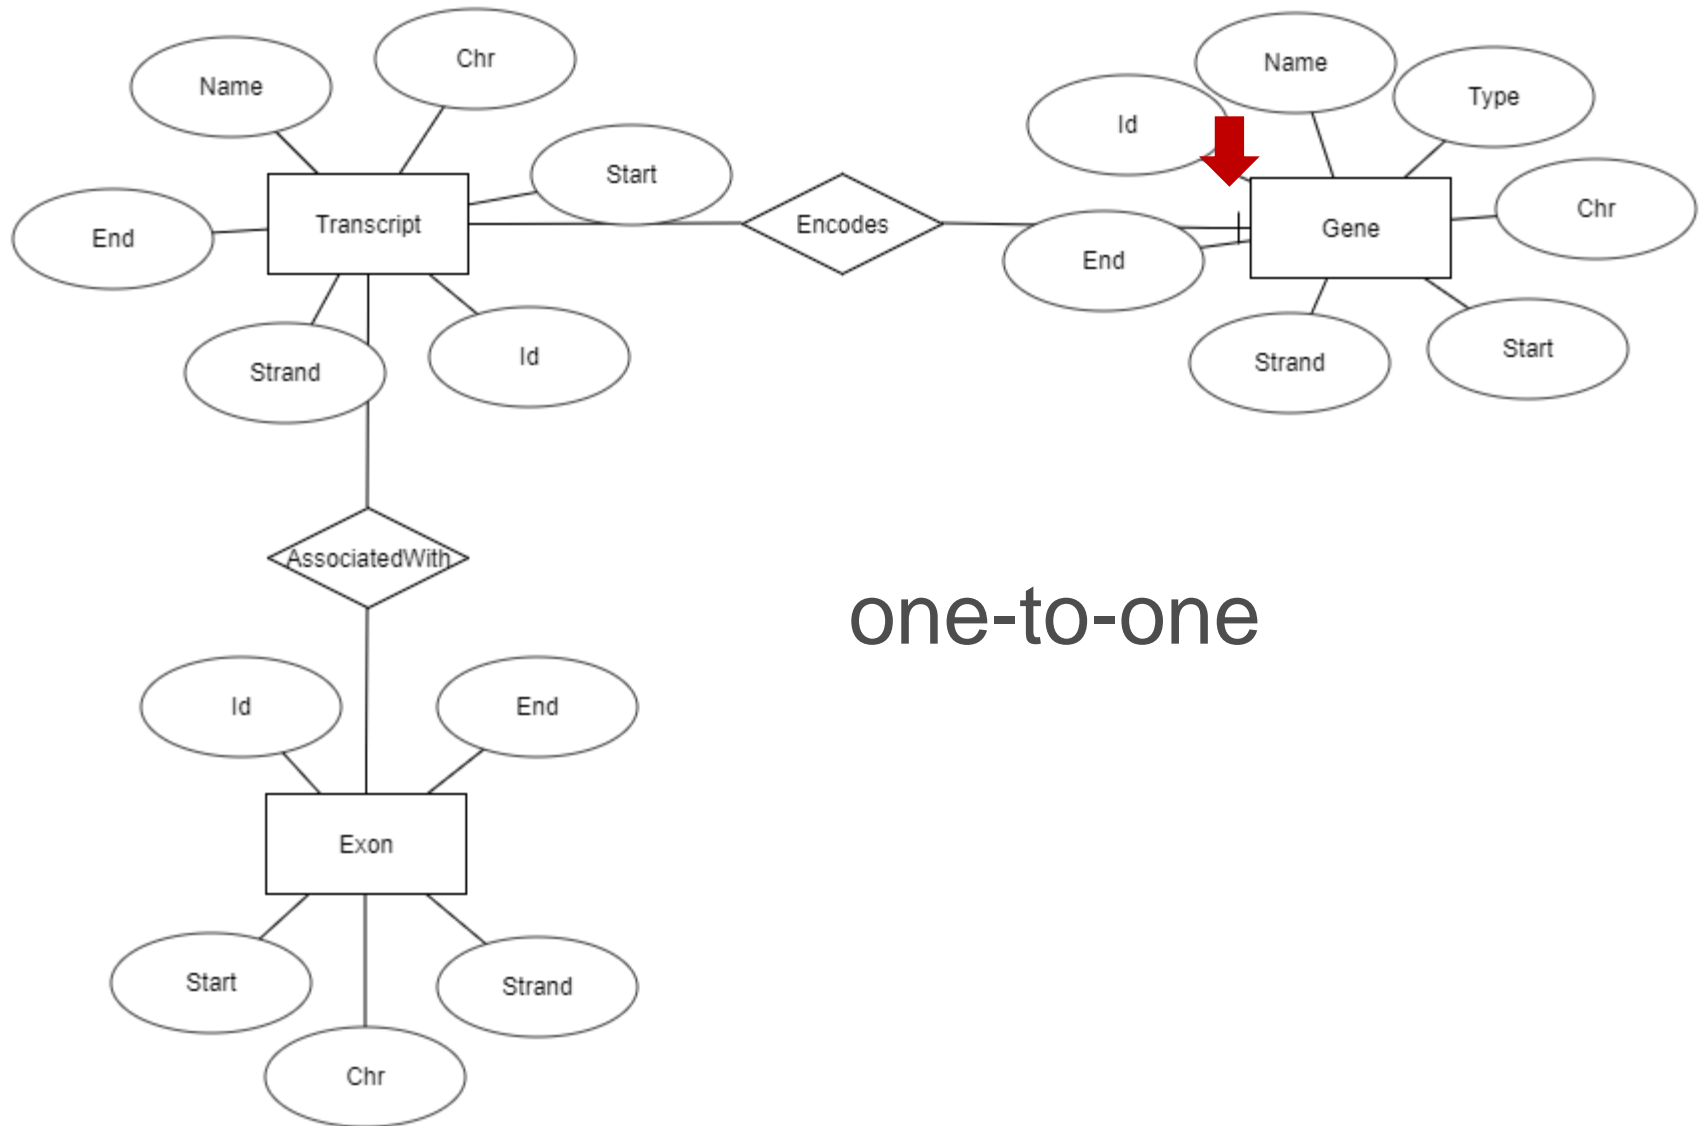 Chr
Name
Name
Type
Id
Start
Chr
Transcript
Encodes
Gene
End
End
Id
Start
Strand
Strand
AssociatedWith
one-to-one
Id
End
Exon
Start
Strand
Chr